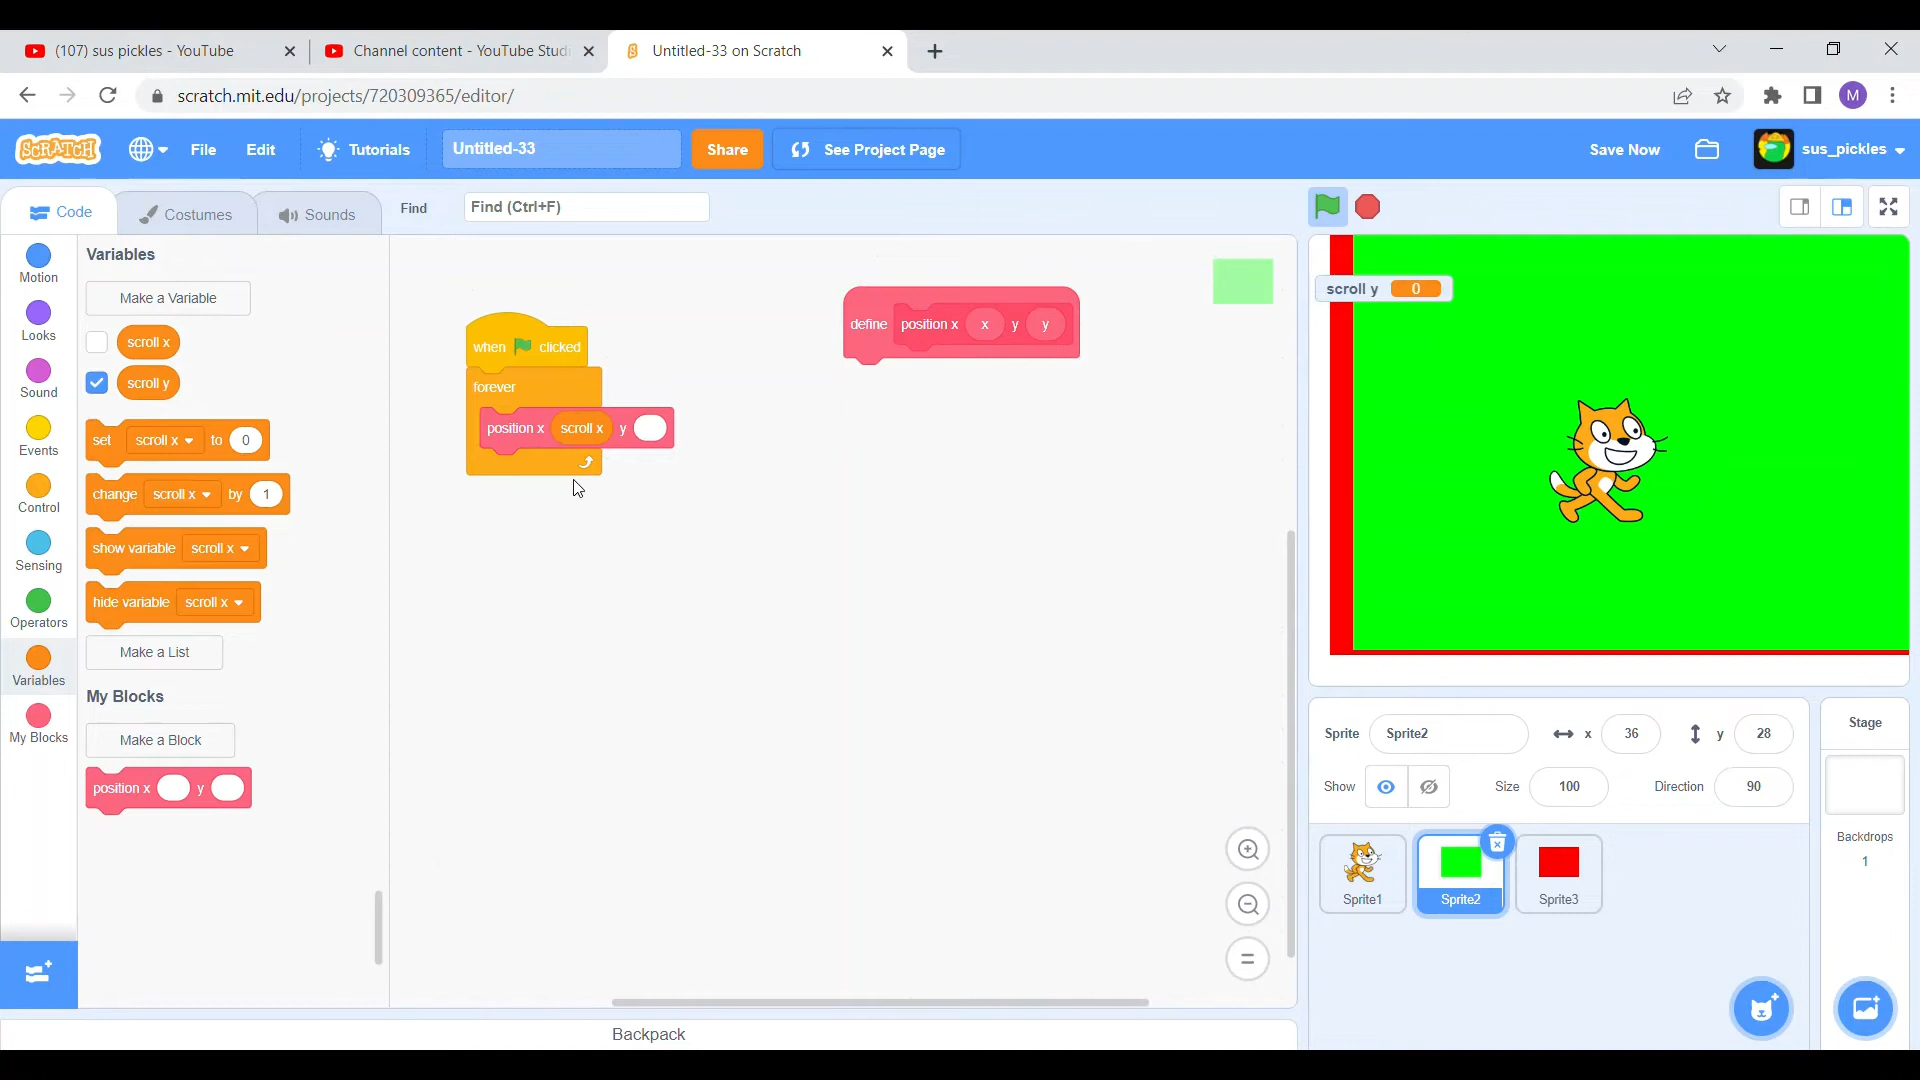 (107) sus pickles - YouTube
Channel content - YouTube Studi
Untitled-33 on Scratch
scratch.mit.edu/projects/720309365/editor/
M
SCRATCH
File
Edit
Tutorials
Untitled-33
Share
See Project Page
Save Now
sus_pickles
Code
Costumes
Sounds
Find
Find (Ctrl+F)
Motion
Looks
Sound
Events
Control
Sensing
Operators
Variables
My Blocks
Variables
Make a Variable
scroll x
scroll y
set scroll x to 0
change scroll x by 1
show variable scroll x
hide variable scroll x
Make a List
My Blocks
Make a Block
position x y
when clicked
forever
position x scroll x y
define position x x y y
scroll y 0
Sprite Sprite2 x 36 y 28
Show Size 100 Direction 90
Sprite1
Sprite2
Sprite3
Stage
Backdrops
1
Backpack